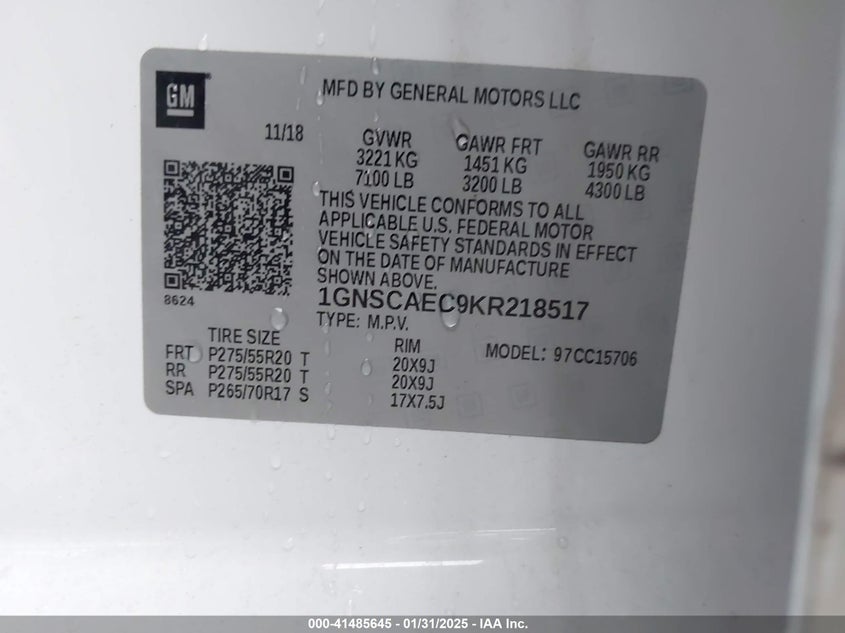 GM
MFD BY GENERAL MOTORS LLC
11/18
GVWR
3221 KG
7100 LB
GAWR FRT
1451 KG
3200 LB
GAWR RR
1950 KG
4300 LB
THIS VEHICLE CONFORMS TO ALL
APPLICABLE U.S. FEDERAL MOTOR
VEHICLE SAFETY STANDARDS IN EFFECT
ON THE DATE OF MANUFACTURE
SHOWN ABOVE.
8624
1GNSCAEC9KR218517
TYPE: M.P.V.
TIRE SIZE
RIM
MODEL: 97CC15706
FRT P275/55R20 T 20X9J
RR P275/55R20 T 20X9J
SPA P265/70R17 S 17X7.5J
000-41485645 - 01/31/2025 - IAA Inc.